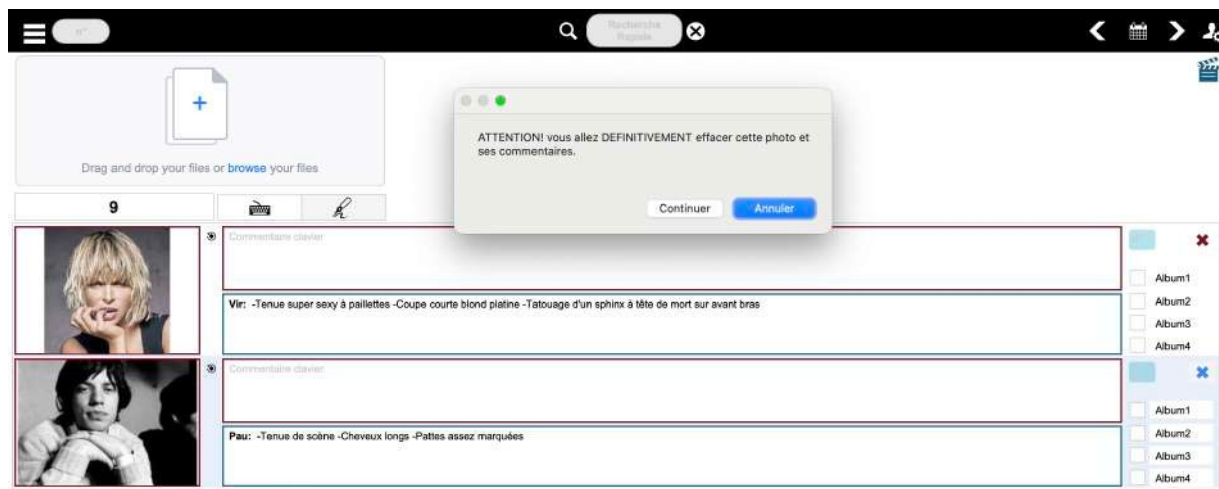 n°
Recherche
Rapide
Drag and drop your files or browse your files
ATTENTION! vous allez DEFINITIVEMENT effacer cette photo et
ses commentaires.
Continuer
Annuler
9
Commentaire clavier
Album1
Vir: -Tenue super sexy à paillettes -Coupe courte blond platine -Tatouage d'un sphinx à tête de mort sur avant bras
Album2
Album3
Album4
Commentaire clavier
Album1
Pau: -Tenue de scène -Cheveux longs -Pattes assez marquées
Album2
Album3
Album4